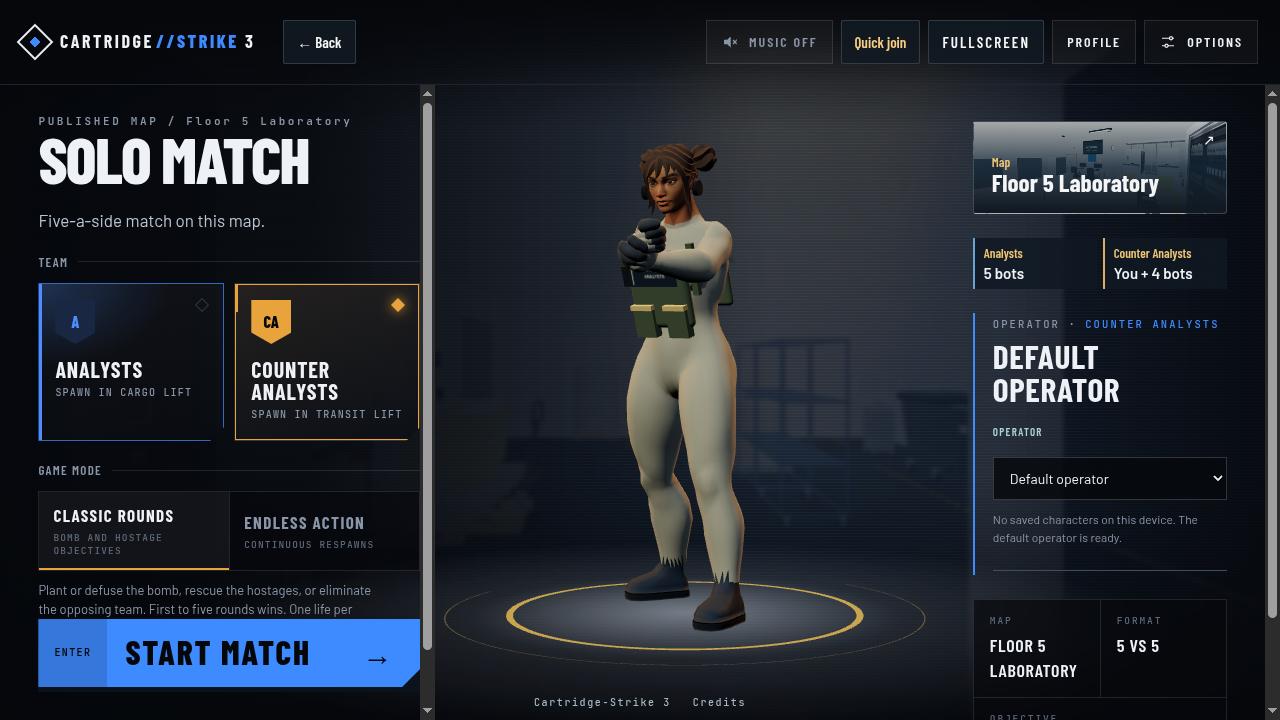 CARTRIDGE//STRIKE 3
← Back
MUSIC OFF
Quick join
FULLSCREEN
PROFILE
OPTIONS
PUBLISHED MAP / Floor 5 Laboratory
SOLO MATCH
Five-a-side match on this map.
TEAM
A
ANALYSTS
SPAWN IN CARGO LIFT
CA
COUNTER
ANALYSTS
SPAWN IN TRANSIT LIFT
GAME MODE
CLASSIC ROUNDS
BOMB AND HOSTAGE
OBJECTIVES
ENDLESS ACTION
CONTINUOUS RESPAWNS
Plant or defuse the bomb, rescue the hostages, or eliminate
the opposing team. First to five rounds wins. One life per
ENTER
START MATCH →
Cartridge-Strike 3 Credits
Map
Floor 5 Laboratory
↗
Analysts
5 bots
Counter Analysts
You + 4 bots
OPERATOR · COUNTER ANALYSTS
DEFAULT
OPERATOR
OPERATOR
Default operator
No saved characters on this device. The
default operator is ready.
MAP
FLOOR 5
LABORATORY
FORMAT
5 VS 5
OBJECTIVE